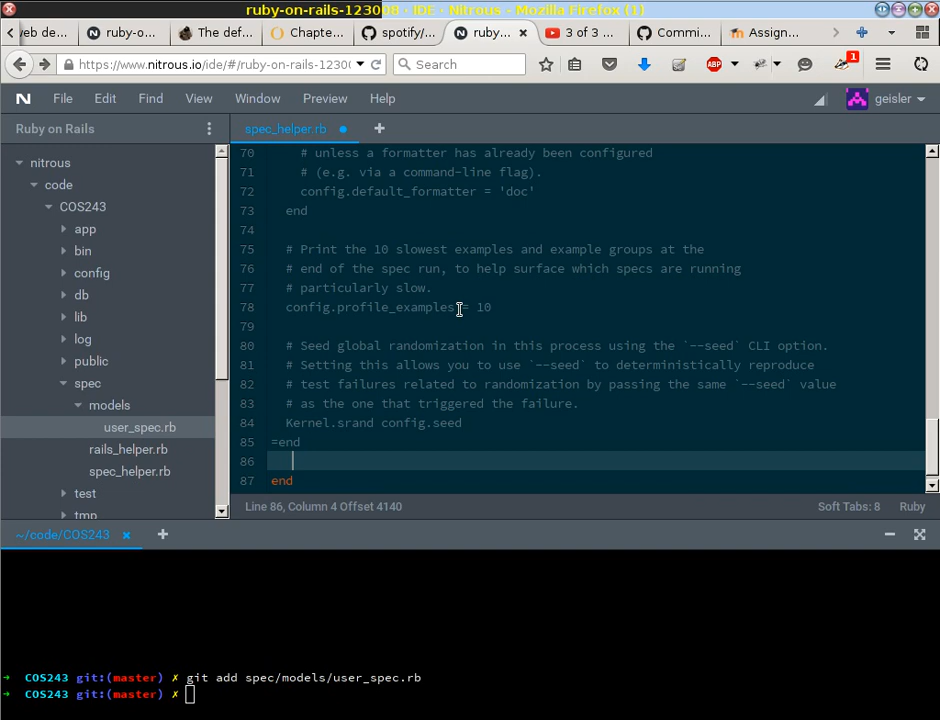 ruby-on-rails-123008 - IDE - Nitrous - Mozilla Firefox (1)
web de... ruby-o... The def... Chapte... spotify/... ruby... × 3 of 3 ... Commi... Assign...
https://www.nitrous.io/ide/#/ruby-on-rails-1230 Search ABP 1
N File Edit Find View Window Preview Help geisler
Ruby on Rails spec_helper.rb
nitrous
code
COS243
app
bin
config
db
lib
log
public
spec
models
user_spec.rb
rails_helper.rb
spec_helper.rb
test
tmp
70 # unless a formatter has already been configured
71 # (e.g. via a command-line flag).
72 config.default_formatter = 'doc'
73 end
74
75 # Print the 10 slowest examples and example groups at the
76 # end of the spec run, to help surface which specs are running
77 # particularly slow.
78 config.profile_examples = 10
79
80 # Seed global randomization in this process using the `--seed` CLI option.
81 # Setting this allows you to use `--seed` to deterministically reproduce
82 # test failures related to randomization by passing the same `--seed` value
83 # as the one that triggered the failure.
84 Kernel.srand config.seed
85 =end
86
87 end
Line 86, Column 4 Offset 4140 Soft Tabs: 8 Ruby
~/code/COS243 ×
→ COS243 git:(master) ✗ git add spec/models/user_spec.rb
→ COS243 git:(master) ✗